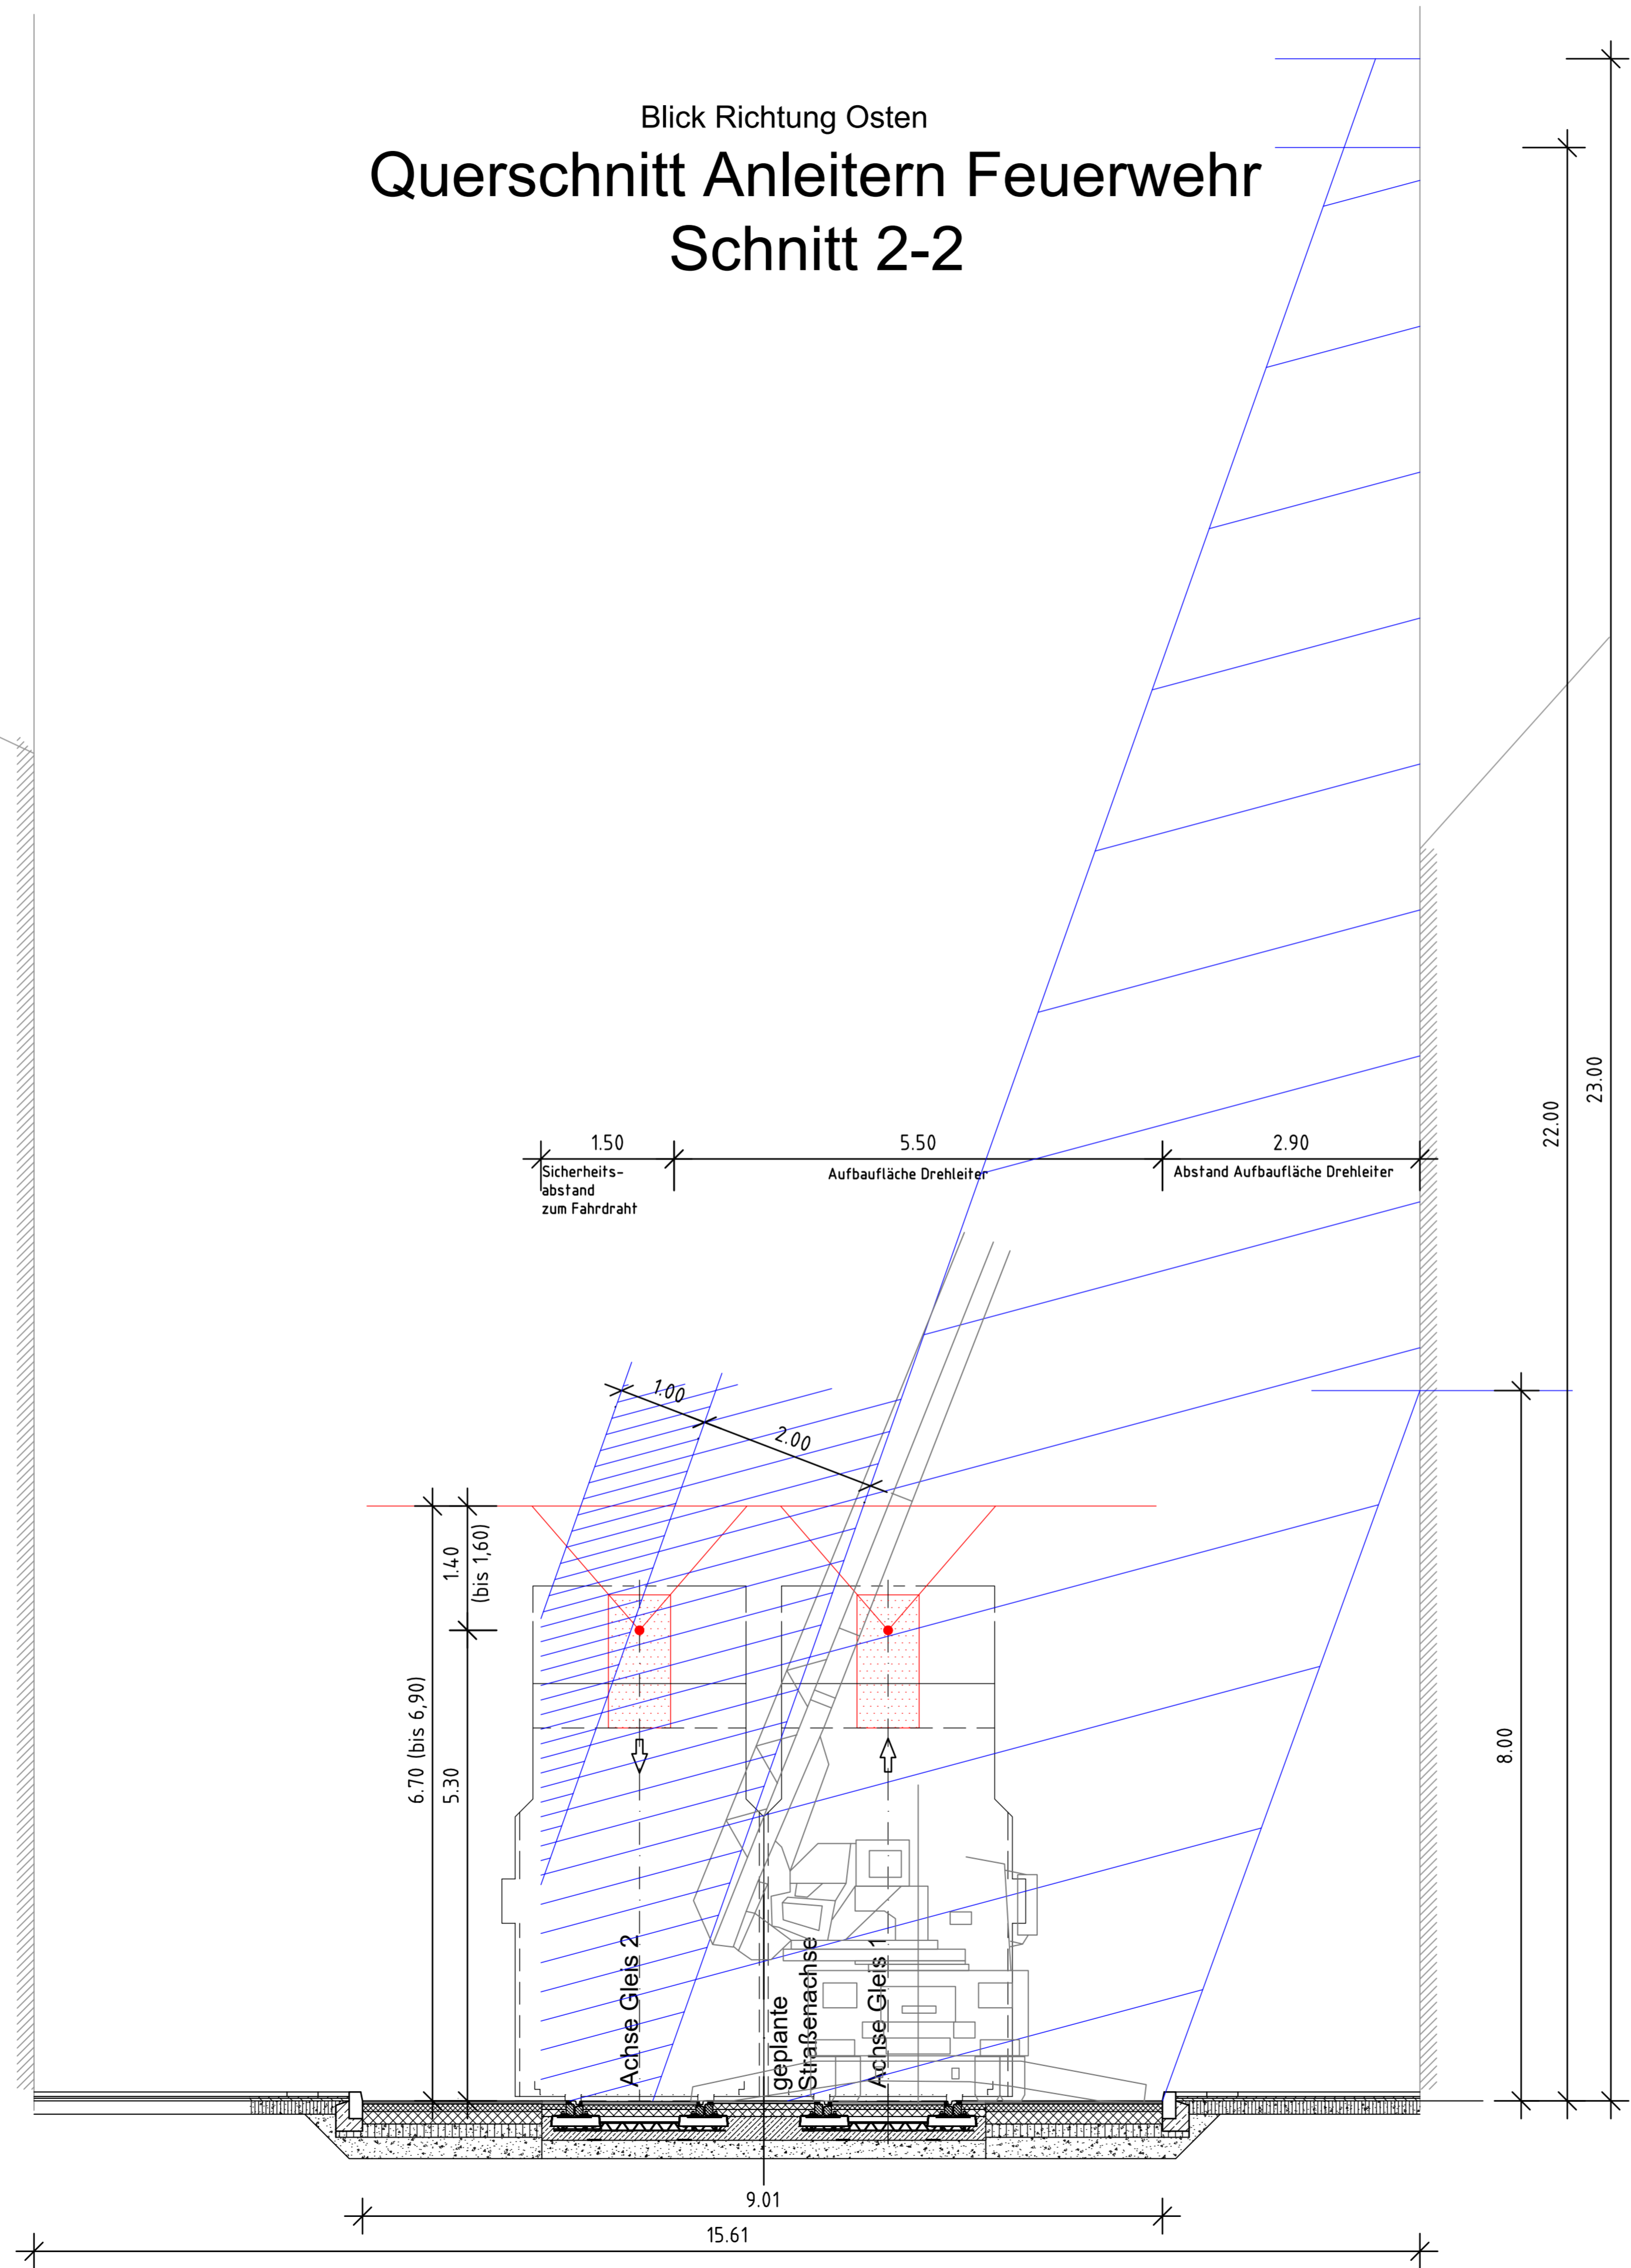 Blick Richtung Osten
Querschnitt Anleitern Feuerwehr
Schnitt 2-2
23.00
22.00
1.50
5.50
2.90
Sicherheits-
abstand
zum Fahrdraht
Aufbaufläche Drehleiter
Abstand Aufbaufläche Drehleiter
1.00
2.00
1.40
(bis 1,60)
6.70 (bis 6,90)
5.30
8.00
Achse Gleis 2
geplante
Straßenachse
Achse Gleis 1
9.01
15.61